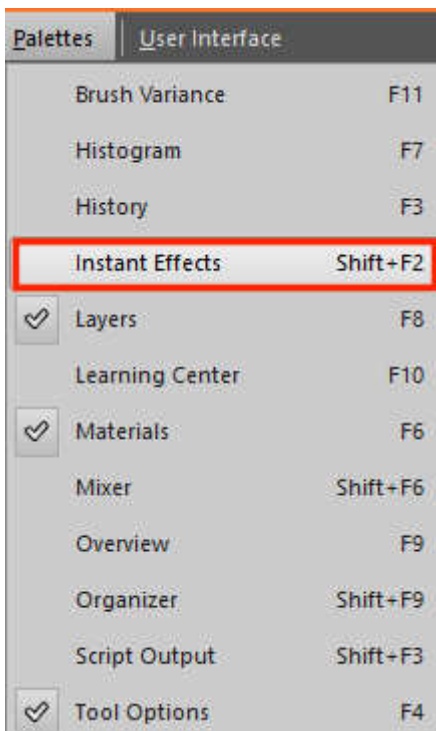 Palettes User Interface
Brush Variance F11
Histogram F7
History F3
Instant Effects Shift+F2
Layers F8
Learning Center F10
Materials F6
Mixer Shift+F6
Overview F9
Organizer Shift+F9
Script Output Shift+F3
Tool Options F4